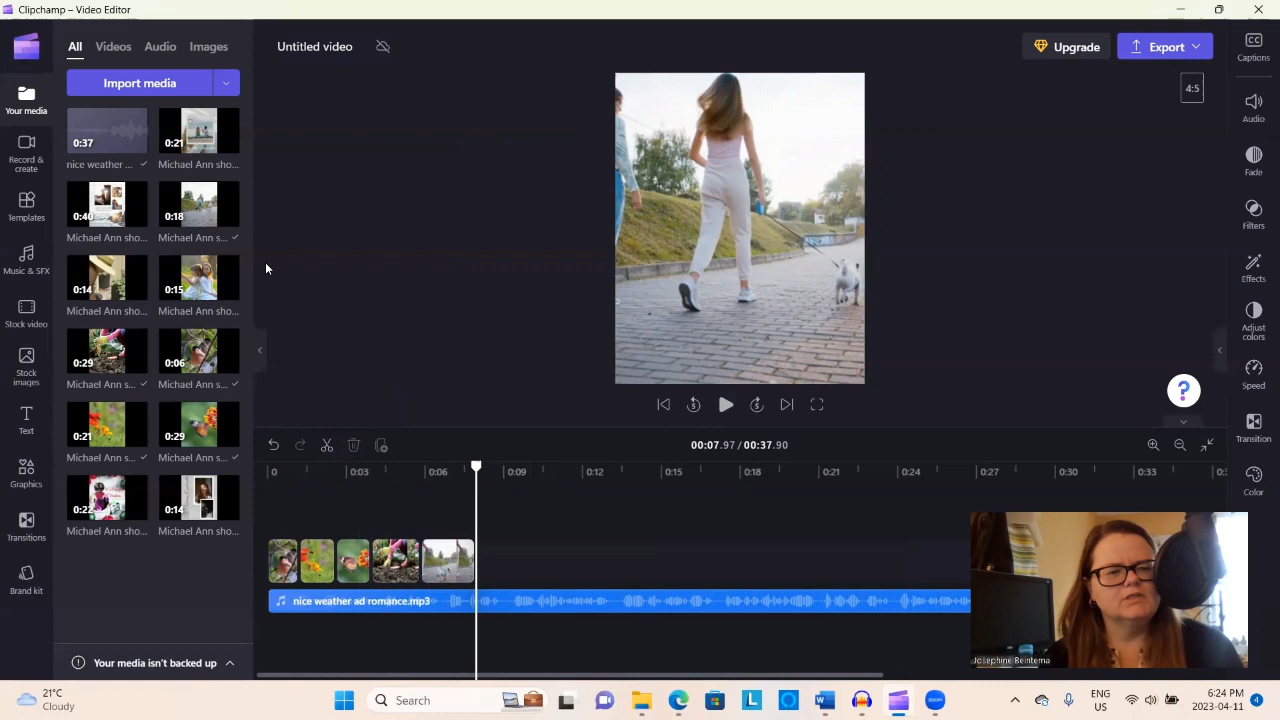 Clipchamp – Video Editor
All Videos Audio Images
Untitled video
Upgrade
Export
Captions
Import media
4:5
Your media
0:37
0:21
Audio
Record & create
nice weather ...
Michael Ann sho...
Fade
Templates
0:40
0:18
Michael Ann sho...
Michael Ann s...
Filters
Music & SFX
0:14
0:15
Michael Ann sho...
Michael Ann sho...
Effects
Stock video
0:29
0:06
Michael Ann s...
Michael Ann s...
Adjust colors
Stock images
?
Speed
Text
0:21
0:29
Michael Ann s...
Michael Ann s...
Transition
5
5
00:07.97 / 00:37.90
Graphics
0 0:03 0:06 0:09 0:12 0:15 0:18 0:21 0:24 0:27 0:30 0:33
Color
0:22
0:14
Michael Ann sho...
Michael Ann sho...
Transitions
Brand kit
nice weather ad romance.mp3
Your media isn't backed up
Josephine Beintema
21°C
Cloudy
Search
L
W
zoom
ENG
US
6:24 PM
2023-04-11
4